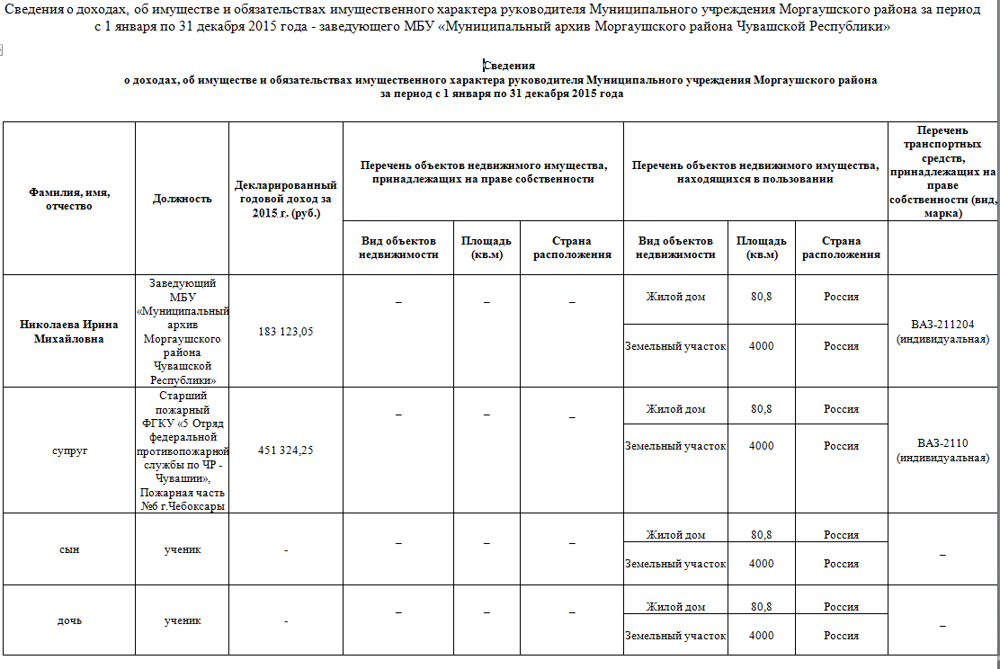 Сведения о доходах, об имуществе и обязательствах имущественного характера руководителя Муниципального учреждения Моргаушского района за период
с 1 января по 31 декабря 2015 года - заведующего МБУ «Муниципальный архив Моргаушского района Чувашской Республики»
Сведения
о доходах, об имуществе и обязательствах имущественного характера руководителя Муниципального учреждения Моргаушского района
за период с 1 января по 31 декабря 2015 года
Фамилия, имя,
отчество
Должность
Декларированный
годовой доход за
2015 г. (руб.)
Перечень объектов недвижимого имущества,
принадлежащих на праве собственности
Перечень объектов недвижимого имущества,
находящихся в пользовании
Перечень
транспортных
средств,
принадлежащих на
праве
собственности (вид,
марка)
Вид объектов
недвижимости
Площадь
(кв.м)
Страна
расположения
Вид объектов
недвижимости
Площадь
(кв.м)
Страна
расположения
Николаева Ирина
Михайловна
Заведующий
МБУ
«Муниципальный
архив
Моргаушского
района
Чувашской
Республики»
183 123,05
–
–
–
Жилой дом
80,8
Россия
Земельный участок
4000
Россия
ВАЗ-211204
(индивидуальная)
супруг
Старший
пожарный
ФГКУ «5 Отряд
федеральной
противопожарной
службы по ЧР -
Чувашии»,
Пожарная часть
№6 г.Чебоксары
451 324,25
–
–
–
Жилой дом
80,8
Россия
Земельный участок
4000
Россия
ВАЗ-2110
(индивидуальная)
сын
ученик
-
–
–
–
Жилой дом
80,8
Россия
Земельный участок
4000
Россия
–
дочь
ученик
-
–
–
–
Жилой дом
80,8
Россия
Земельный участок
4000
Россия
–